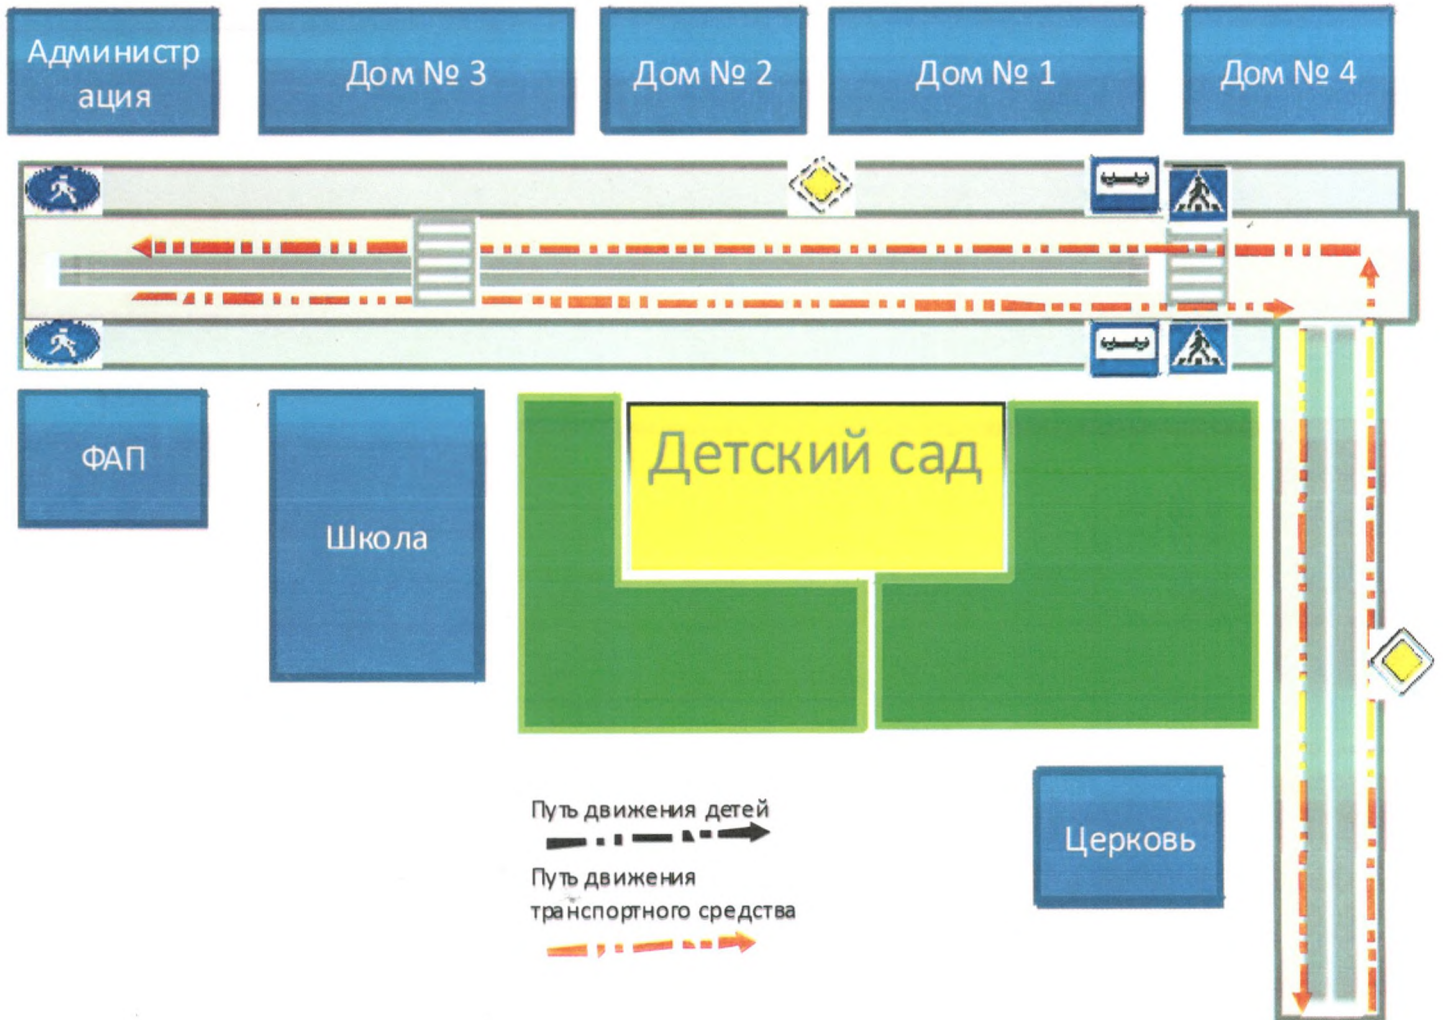 Администр
ация
Дом № 3
Дом № 2
Дом № 1
Дом № 4
ФАП
Школа
Детский сад
Церковь
Путь движения детей
Путь движения
транспортного средства